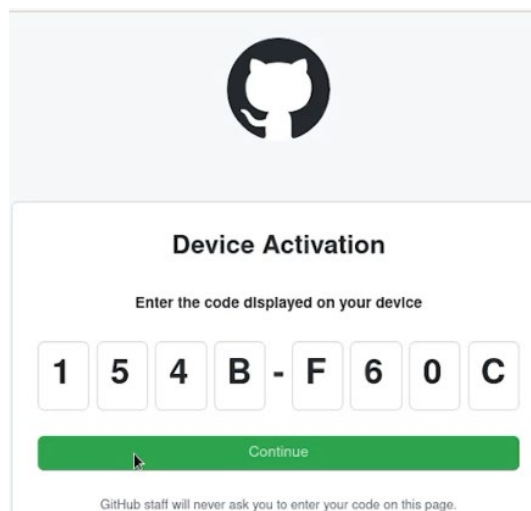 Device Activation
Enter the code displayed on your device
1 5 4 B - F 6 0 C
Continue
GitHub staff will never ask you to enter your code on this page.